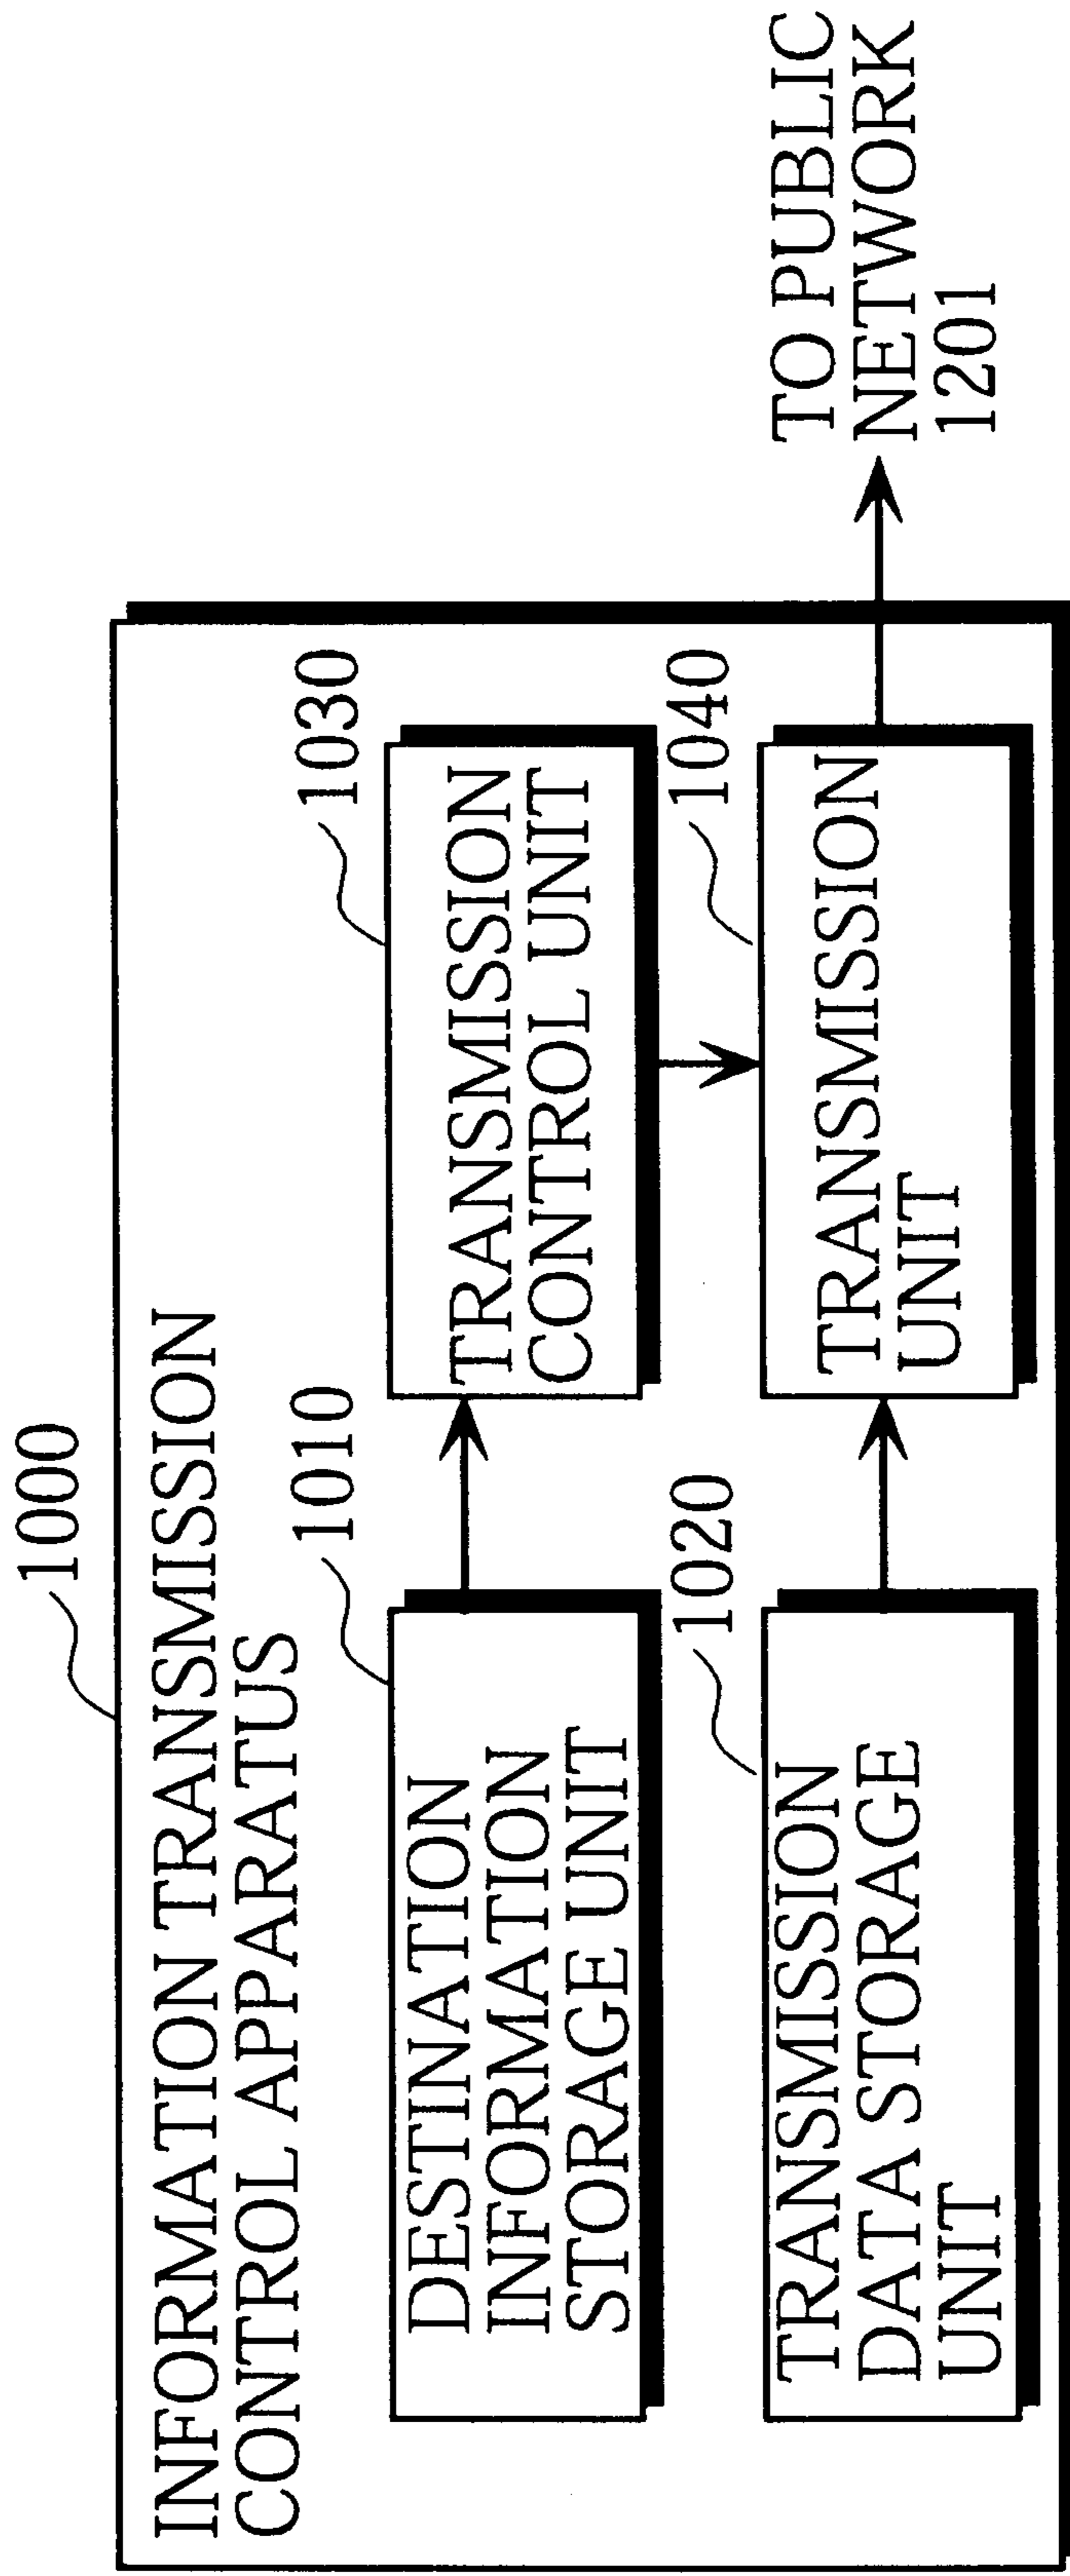 1000
INFORMATION TRANSMISSION
CONTROL APPARATUS
1010
DESTINATION
INFORMATION
STORAGE UNIT
1030
TRANSMISSION
CONTROL UNIT
1020
TRANSMISSION
DATA STORAGE
UNIT
1040
TRANSMISSION
UNIT
TO PUBLIC
NETWORK
1201